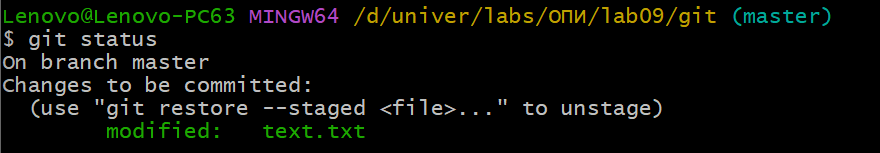 Lenovo@Lenovo-PC63 MINGW64 /d/univer/labs/ОПИ/lab09/git (master)
$ git status
On branch master
Changes to be committed:
  (use "git restore --staged <file>..." to unstage)
        modified:   text.txt